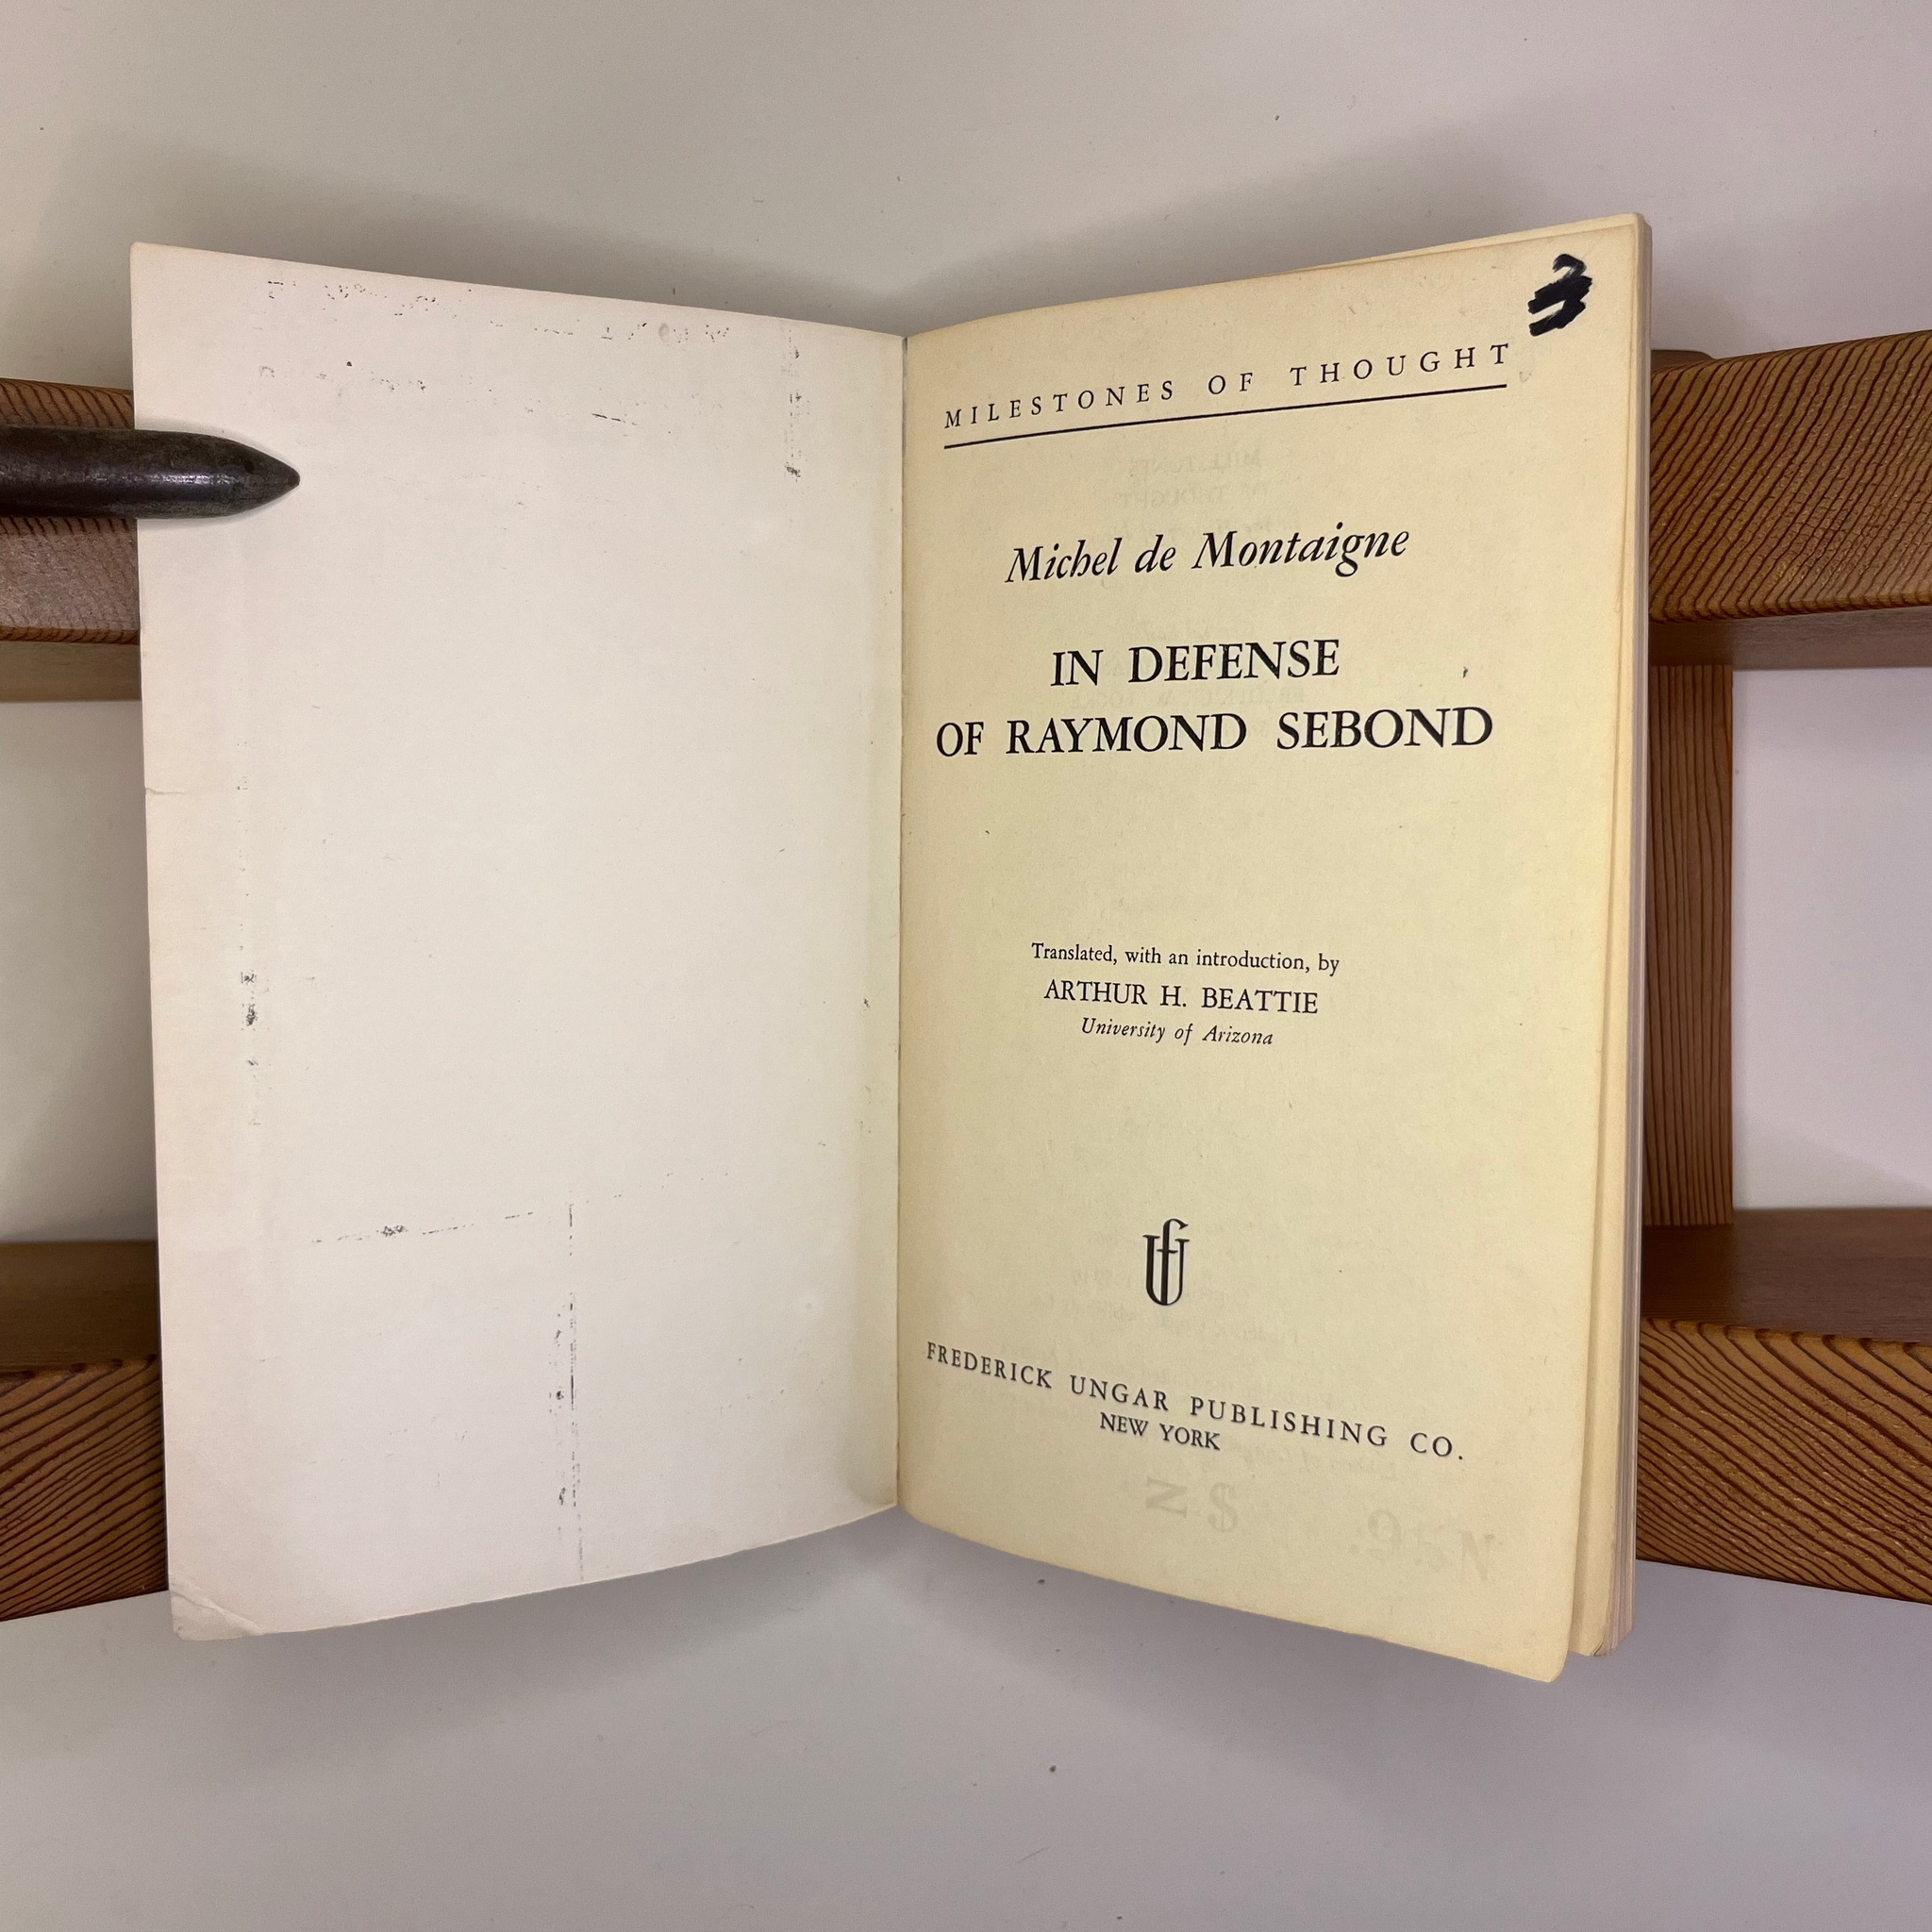 MILESTONES OF THOUGHT
Michel de Montaigne
IN DEFENSE
OF RAYMOND SEBOND
Translated, with an introduction, by
ARTHUR H. BEATTIE
University of Arizona
FREDERICK UNGAR PUBLISHING CO.
NEW YORK